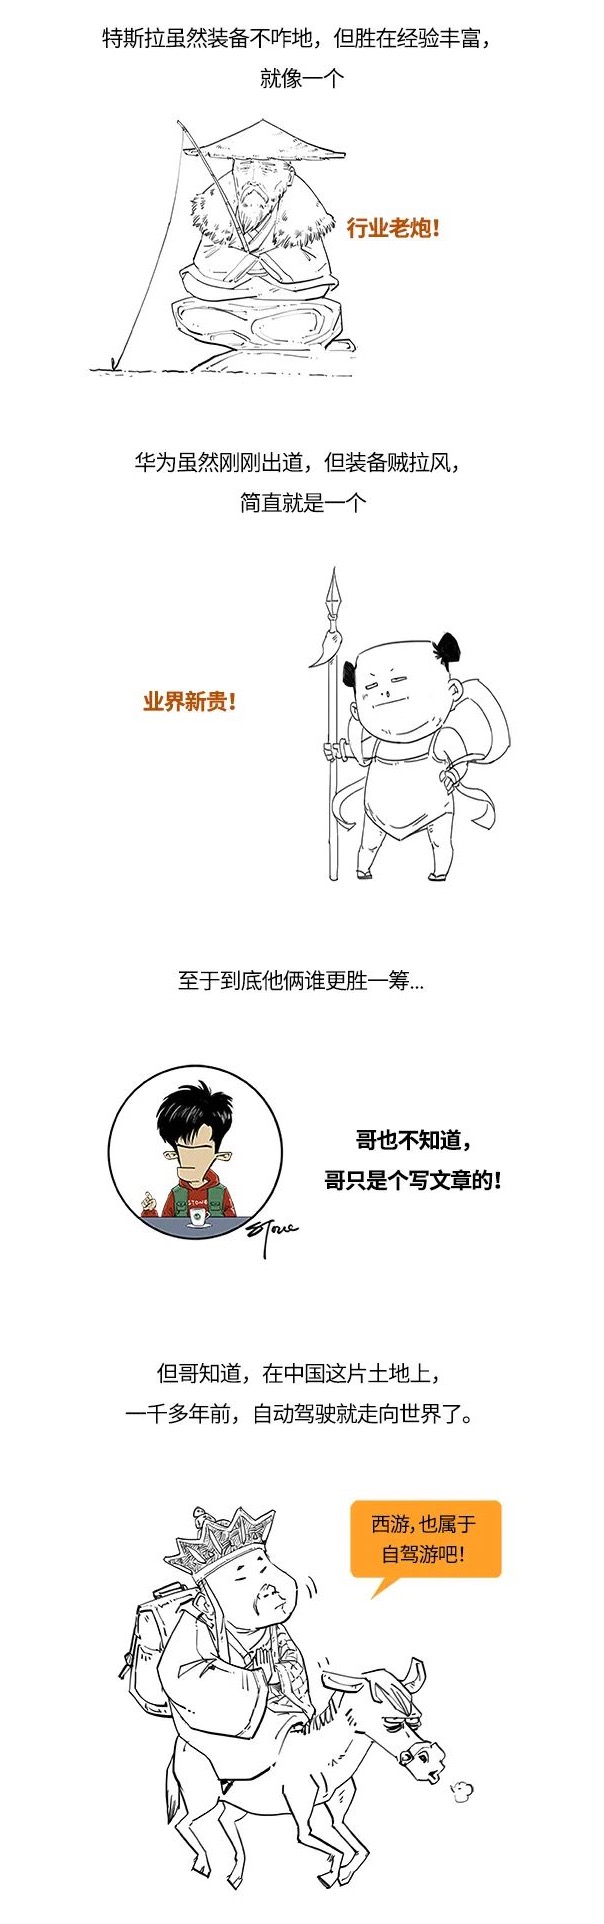 特斯拉虽然装备不咋地，但胜在经验丰富，
就像一个
行业老炮！
华为虽然刚刚出道，但装备贼拉风，
简直就是一个
业界新贵！
至于到底他俩谁更胜一筹...
哥也不知道，
哥只是个写文章的！
STONE
Stone
但哥知道，在中国这片土地上，
一千多年前，自动驾驶就走向世界了。
西游，也属于
自驾游吧！